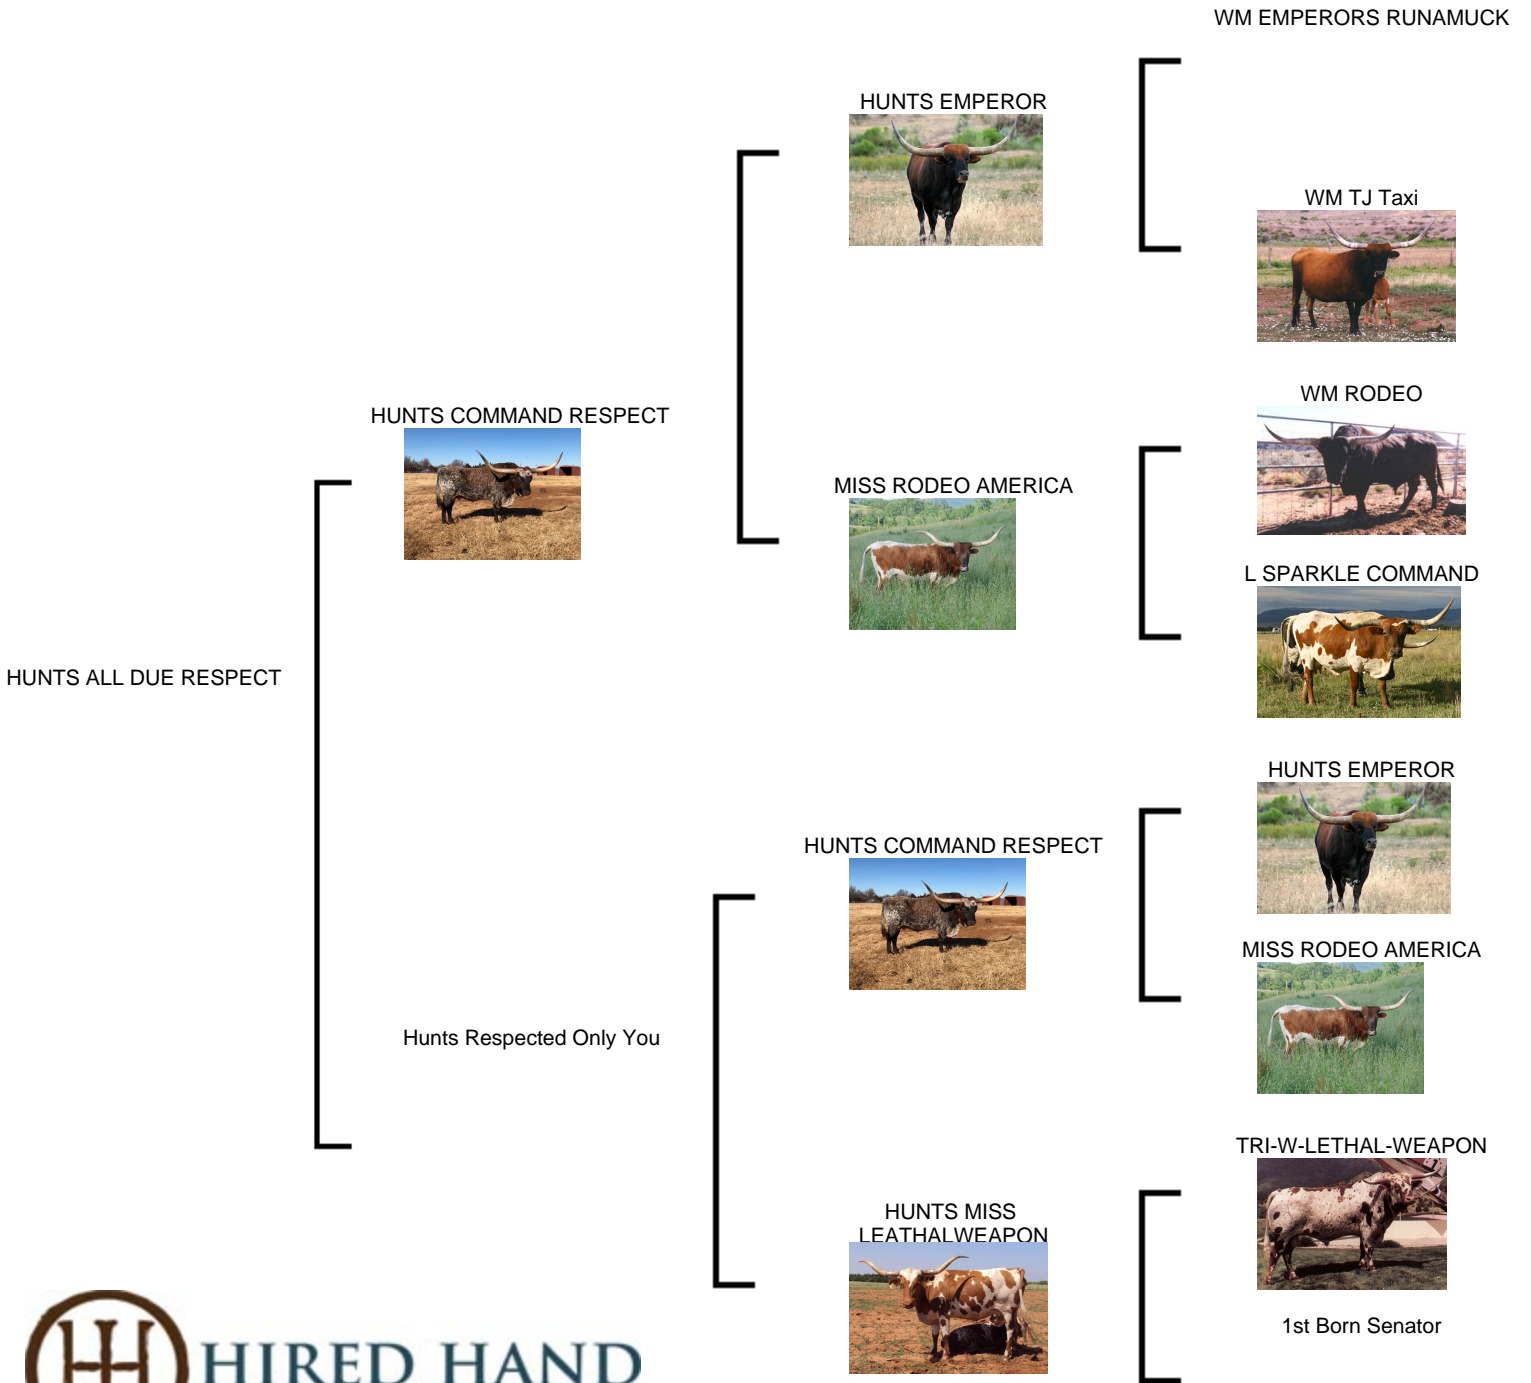 WM EMPERORS RUNAMUCK
HUNTS EMPEROR
WM TJ Taxi
WM RODEO
HUNTS COMMAND RESPECT
MISS RODEO AMERICA
L SPARKLE COMMAND
HUNTS ALL DUE RESPECT
HUNTS EMPEROR
HUNTS COMMAND RESPECT
MISS RODEO AMERICA
Hunts Respected Only You
TRI-W-LETHAL-WEAPON
HUNTS MISS
LEATHALWEAPON
1st Born Senator
HIRED HAND